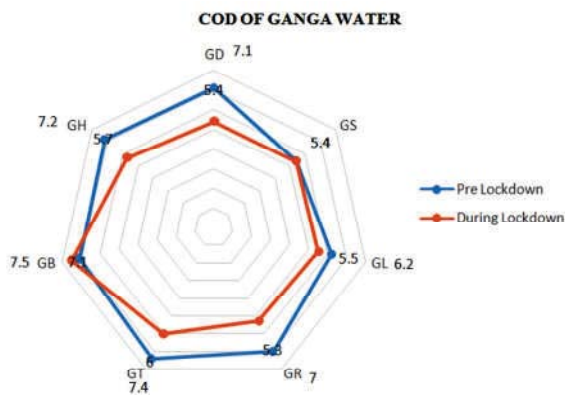 COD OF GANGA WATER
GD 7.1
5.4
7.2
GH
5.7
GS
5.4
Pre Lockdown
During Lockdown
7.5 GB
7.1
5.5
GL 6.2
6
GT
7.4
5.3
GR
7